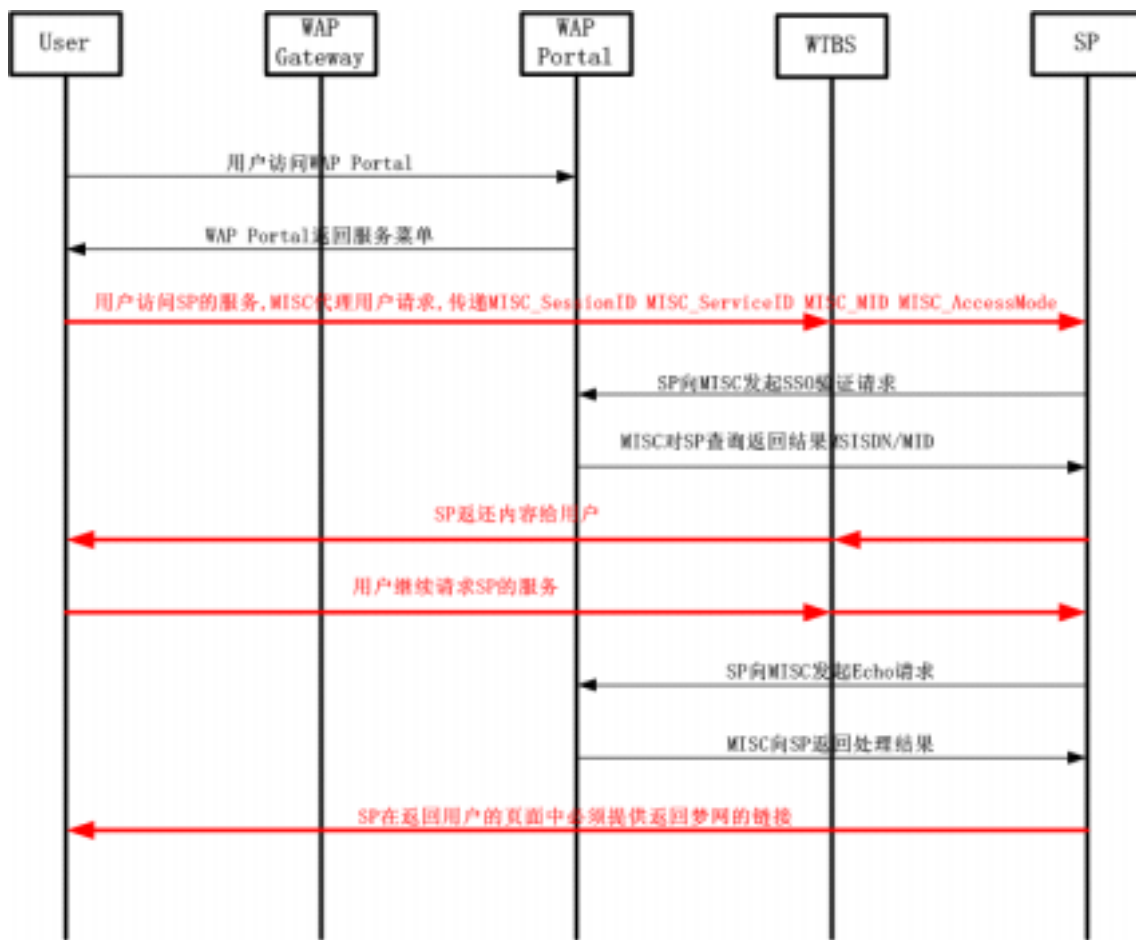 User
WAP
Gateway
WAP
Portal
WTBS
SP
用户访问WAP Portal
WAP Portal返回服务菜单
用户访问SP的服务,MISC代理用户请求,传递MISC_SessionID MISC_ServiceID MISC_MID MISC_AccessMode
SP向MISC发起SSO验证请求
MISC对SP查询返回结果MSISDN/MID
SP返还内容给用户
用户继续请求SP的服务
SP向MISC发起Echo请求
MISC向SP返回处理结果
SP在返回用户的页面中必须提供返回梦网的链接